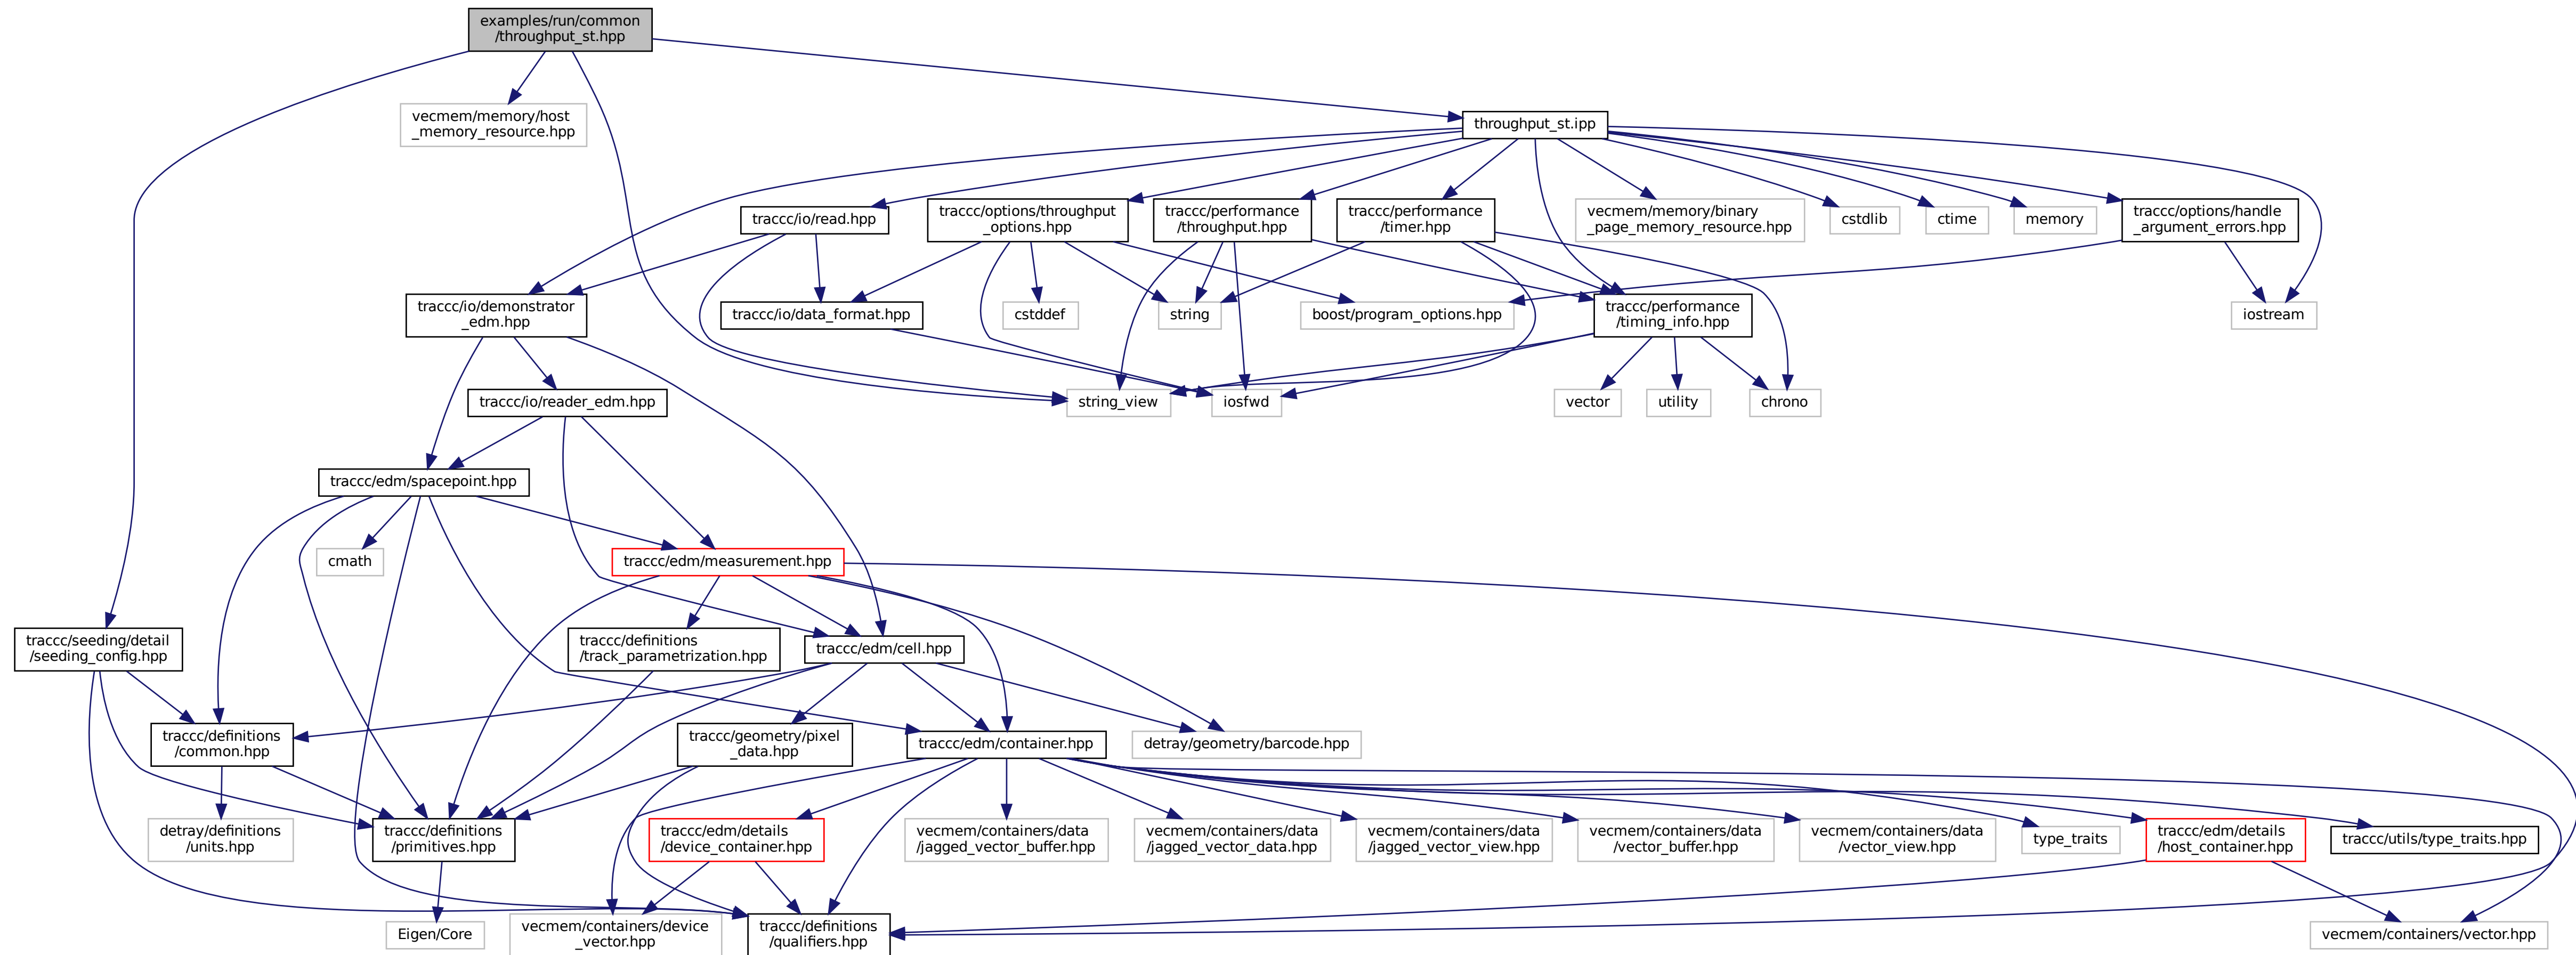 examples/run/common
/throughput_st.hpp
vecmem/memory/host
_memory_resource.hpp
throughput_st.ipp
traccc/io/read.hpp
traccc/options/throughput
_options.hpp
traccc/performance
/throughput.hpp
traccc/performance
/timer.hpp
vecmem/memory/binary
_page_memory_resource.hpp
cstdlib
ctime
memory
traccc/options/handle
_argument_errors.hpp
traccc/io/demonstrator
_edm.hpp
traccc/io/data_format.hpp
cstddef
string
boost/program_options.hpp
traccc/performance
/timing_info.hpp
iostream
traccc/io/reader_edm.hpp
string_view
iosfwd
vector
utility
chrono
traccc/edm/spacepoint.hpp
cmath
traccc/edm/measurement.hpp
traccc/seeding/detail
/seeding_config.hpp
traccc/definitions
/track_parametrization.hpp
traccc/edm/cell.hpp
traccc/definitions
/common.hpp
traccc/geometry/pixel
_data.hpp
traccc/edm/container.hpp
detray/geometry/barcode.hpp
detray/definitions
/units.hpp
traccc/definitions
/primitives.hpp
traccc/edm/details
/device_container.hpp
vecmem/containers/data
/jagged_vector_buffer.hpp
vecmem/containers/data
/jagged_vector_data.hpp
vecmem/containers/data
/jagged_vector_view.hpp
vecmem/containers/data
/vector_buffer.hpp
vecmem/containers/data
/vector_view.hpp
type_traits
traccc/edm/details
/host_container.hpp
traccc/utils/type_traits.hpp
Eigen/Core
vecmem/containers/device
_vector.hpp
traccc/definitions
/qualifiers.hpp
vecmem/containers/vector.hpp